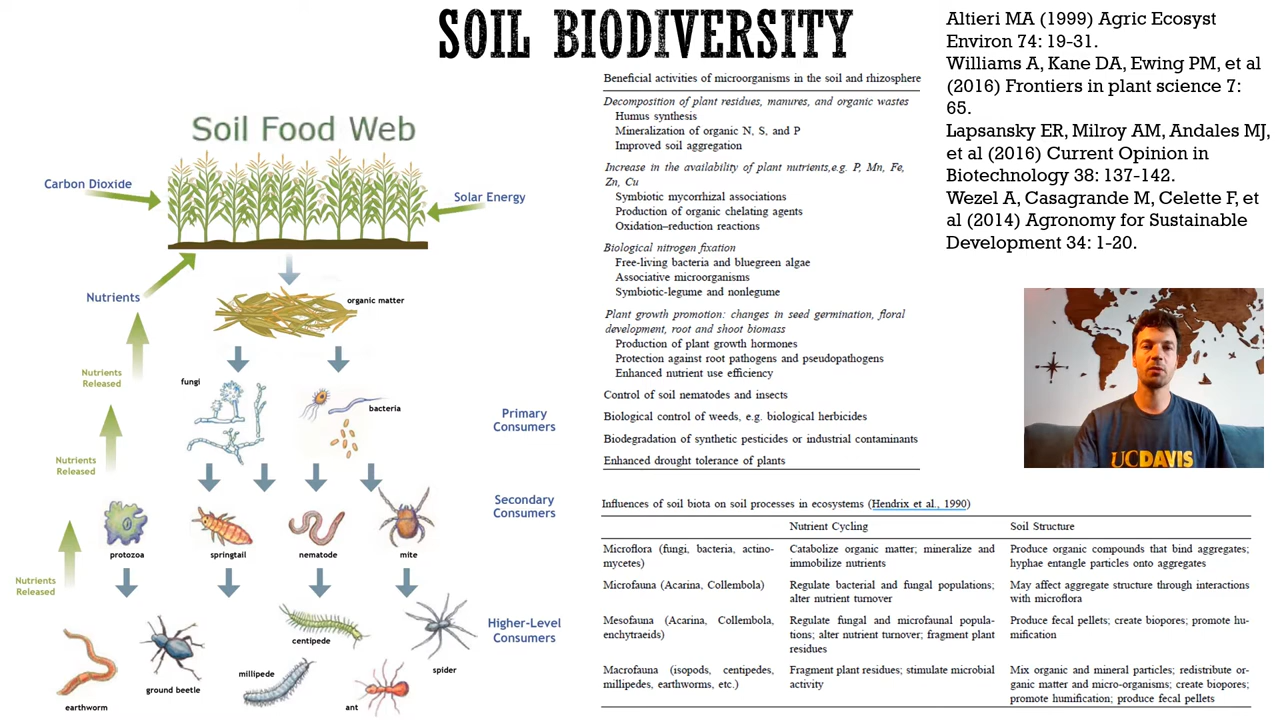 SOIL BIODIVERSITY
Altieri MA (1999) Agric Ecosyst
Environ 74: 19-31.
Williams A, Kane DA, Ewing PM, et al
(2016) Frontiers in plant science 7:
65.
Lapsansky ER, Milroy AM, Andales MJ,
et al (2016) Current Opinion in
Biotechnology 38: 137-142.
Wezel A, Casagrande M, Celette F, et
al (2014) Agronomy for Sustainable
Development 34: 1-20.
Soil Food Web
Carbon Dioxide
Solar Energy
Nutrients
organic matter
Nutrients
Released
fungi
bacteria
Primary
Consumers
Nutrients
Released
Secondary
Consumers
protozoa
springtail
nematode
mite
Nutrients
Released
Higher-Level
Consumers
centipede
spider
millipede
ground beetle
earthworm
ant
Beneficial activities of microorganisms in the soil and rhizosphere
Decomposition of plant residues, manures, and organic wastes
Humus synthesis
Mineralization of organic N, S, and P
Improved soil aggregation
Increase in the availability of plant nutrients,e.g. P, Mn, Fe,
Zn, Cu
Symbiotic mycorrhizal associations
Production of organic chelating agents
Oxidation–reduction reactions
Biological nitrogen fixation
Free-living bacteria and bluegreen algae
Associative microorganisms
Symbiotic-legume and nonlegume
Plant growth promotion: changes in seed germination, floral
development, root and shoot biomass
Production of plant growth hormones
Protection against root pathogens and pseudopathogens
Enhanced nutrient use efficiency
Control of soil nematodes and insects
Biological control of weeds, e.g. biological herbicides
Biodegradation of synthetic pesticides or industrial contaminants
Enhanced drought tolerance of plants
UCDAVIS
Influences of soil biota on soil processes in ecosystems (Hendrix et al., 1990)
Nutrient Cycling Soil Structure
Microflora (fungi, bacteria, actino- Catabolize organic matter; mineralize and Produce organic compounds that bind aggregates;
mycetes) immobilize nutrients hyphae entangle particles onto aggregates
Microfauna (Acarina, Collembola) Regulate bacterial and fungal populations; May affect aggregate structure through interactions
alter nutrient turnover with microflora
Mesofauna (Acarina, Collembola, Regulate fungal and microfaunal popula- Produce fecal pellets; create biopores; promote hu-
enchytraeids) tions; alter nutrient turnover; fragment plant mification
residues
Macrofauna (isopods, centipedes, Fragment plant residues; stimulate microbial Mix organic and mineral particles; redistribute or-
millipedes, earthworms, etc.) activity ganic matter and micro-organisms; create biopores;
promote humification; produce fecal pellets